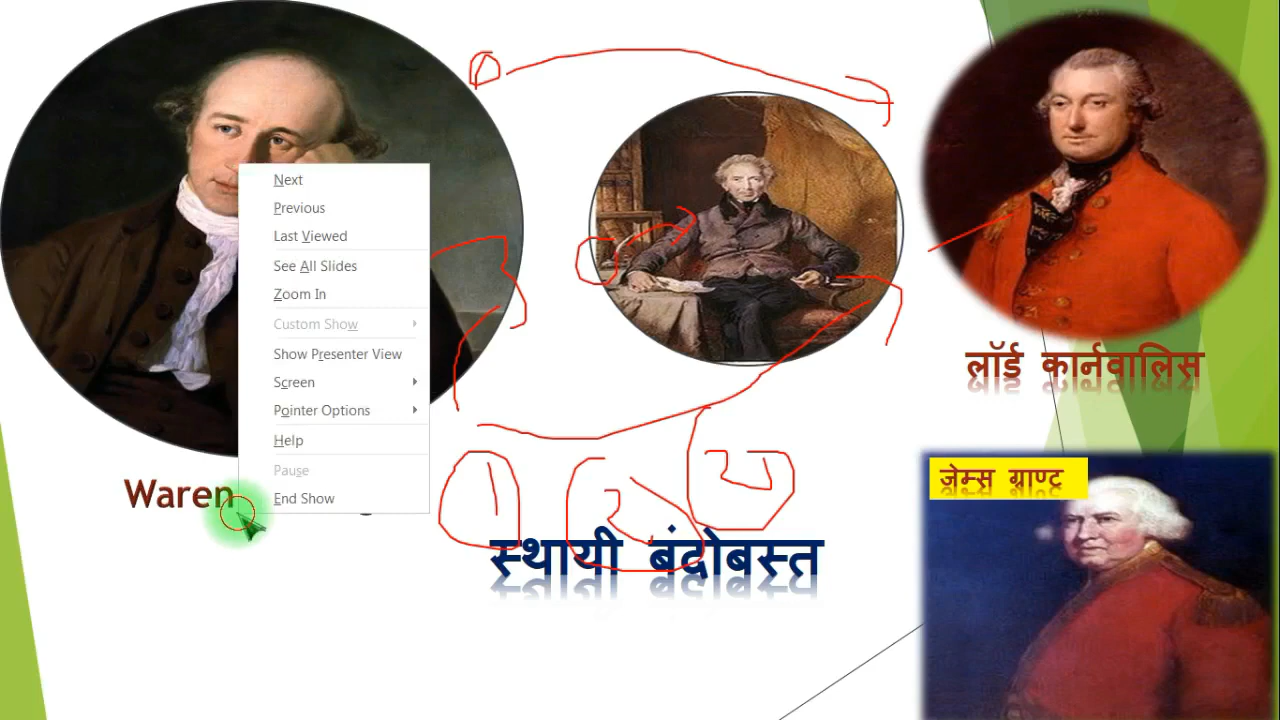 Next
Previous
Last Viewed
See All Slides
Zoom In
Custom Show
Show Presenter View
Screen
Pointer Options
Help
Pause
End Show
लॉर्ड कार्नवालिस
जेम्स ग्राण्ट
Waren
स्थायी बंदोबस्त